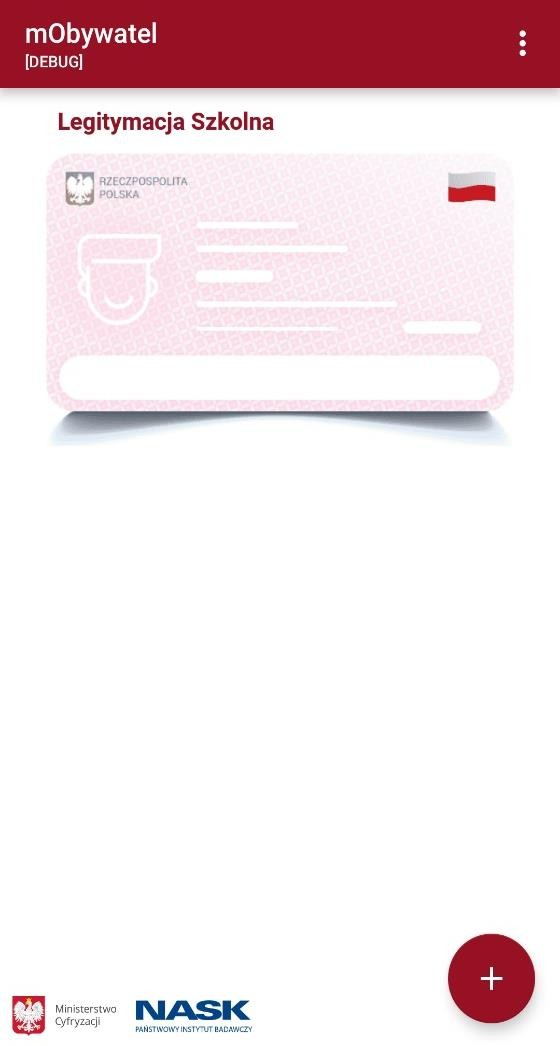 mObywatel
[DEBUG]
Legitymacja Szkolna
RZECZPOSPOLITA
POLSKA
Ministerstwo
Cyfryzacji
NASK
PAŃSTWOWY INSTYTUT BADAWCZY